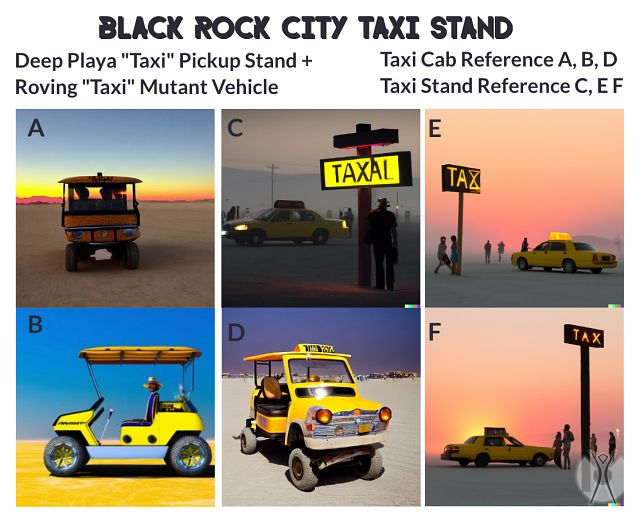 BLACK ROCK CITY TAXI STAND
Deep Playa "Taxi" Pickup Stand +
Roving "Taxi" Mutant Vehicle
Taxi Cab Reference A, B, D
Taxi Stand Reference C, E F
A
C
TAXAL
E
TAX
B
D
TAXI
F
TAX